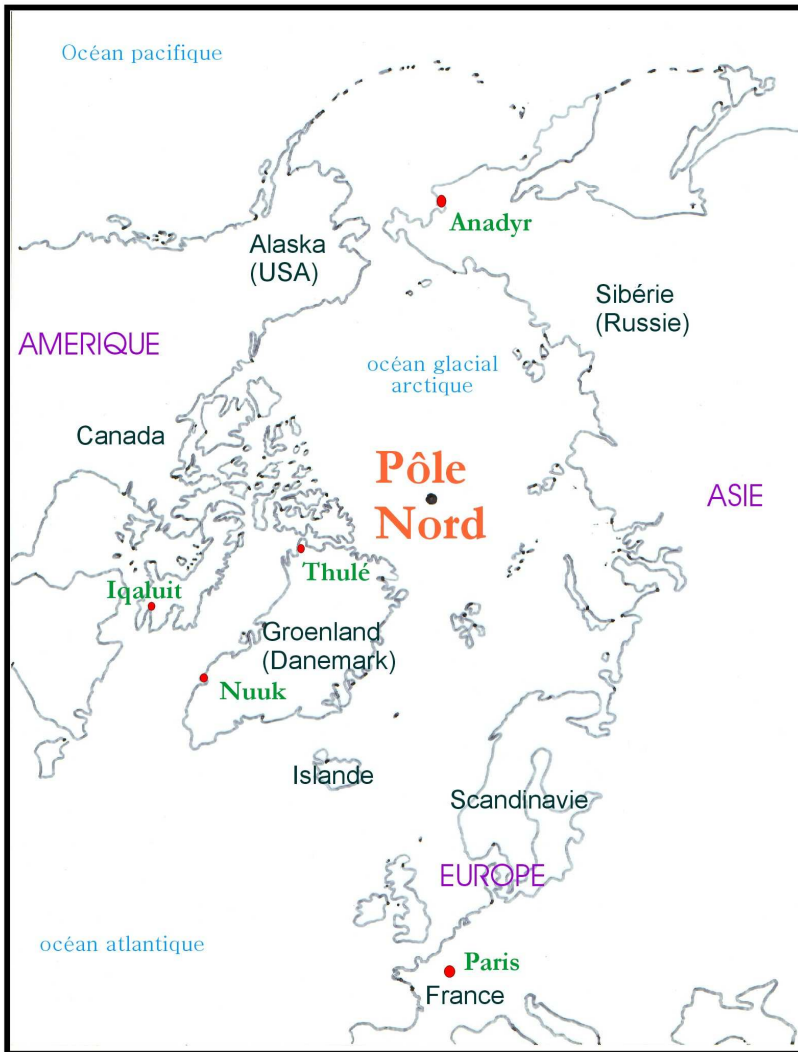 Océan pacifique
Anadyr
Alaska
(USA)
Sibérie
(Russie)
AMERIQUE
océan glacial
arctique
Canada
Pôle
Nord
ASIE
Thulé
Iqaluit
Groenland
(Danemark)
Nuuk
Islande
Scandinavie
EUROPE
océan atlantique
Paris
France